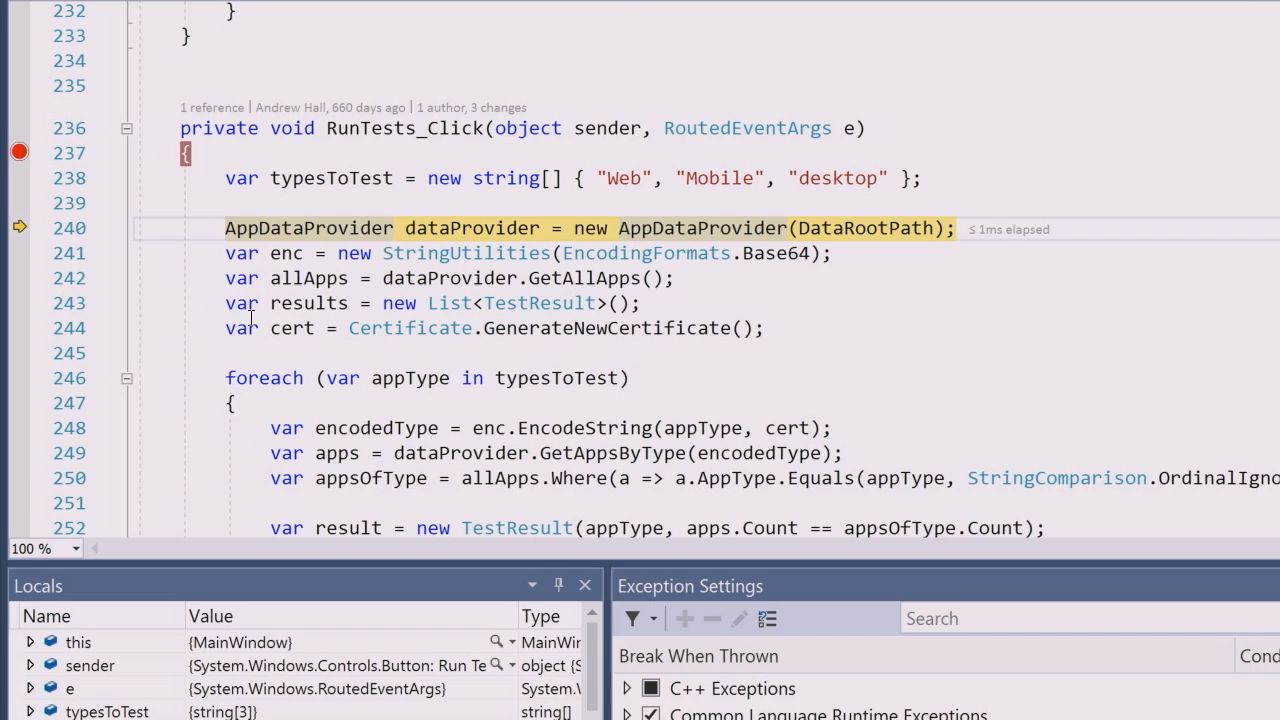 232 }
233 }
234
235
1 reference | Andrew Hall, 660 days ago | 1 author, 3 changes
236 private void RunTests_Click(object sender, RoutedEventArgs e)
237 {
238 var typesToTest = new string[] { "Web", "Mobile", "desktop" };
239
240 AppDataProvider dataProvider = new AppDataProvider(DataRootPath); ≤ 1ms elapsed
241 var enc = new StringUtilities(EncodingFormats.Base64);
242 var allApps = dataProvider.GetAllApps();
243 var results = new List<TestResult>();
244 var cert = Certificate.GenerateNewCertificate();
245
246 foreach (var appType in typesToTest)
247 {
248 var encodedType = enc.EncodeString(appType, cert);
249 var apps = dataProvider.GetAppsByType(encodedType);
250 var appsOfType = allApps.Where(a => a.AppType.Equals(appType, StringComparison.OrdinalIgno
251
252 var result = new TestResult(appType, apps.Count == appsOfType.Count);
100 %
Locals
Name Value Type
this {MainWindow} MainWin
sender {System.Windows.Controls.Button: Run Te object {S
e {System.Windows.RoutedEventArgs} System.W
typesToTest {string[3]} string[]
Exception Settings
Search
Break When Thrown Cond
C++ Exceptions
Common Language Runtime Exceptions